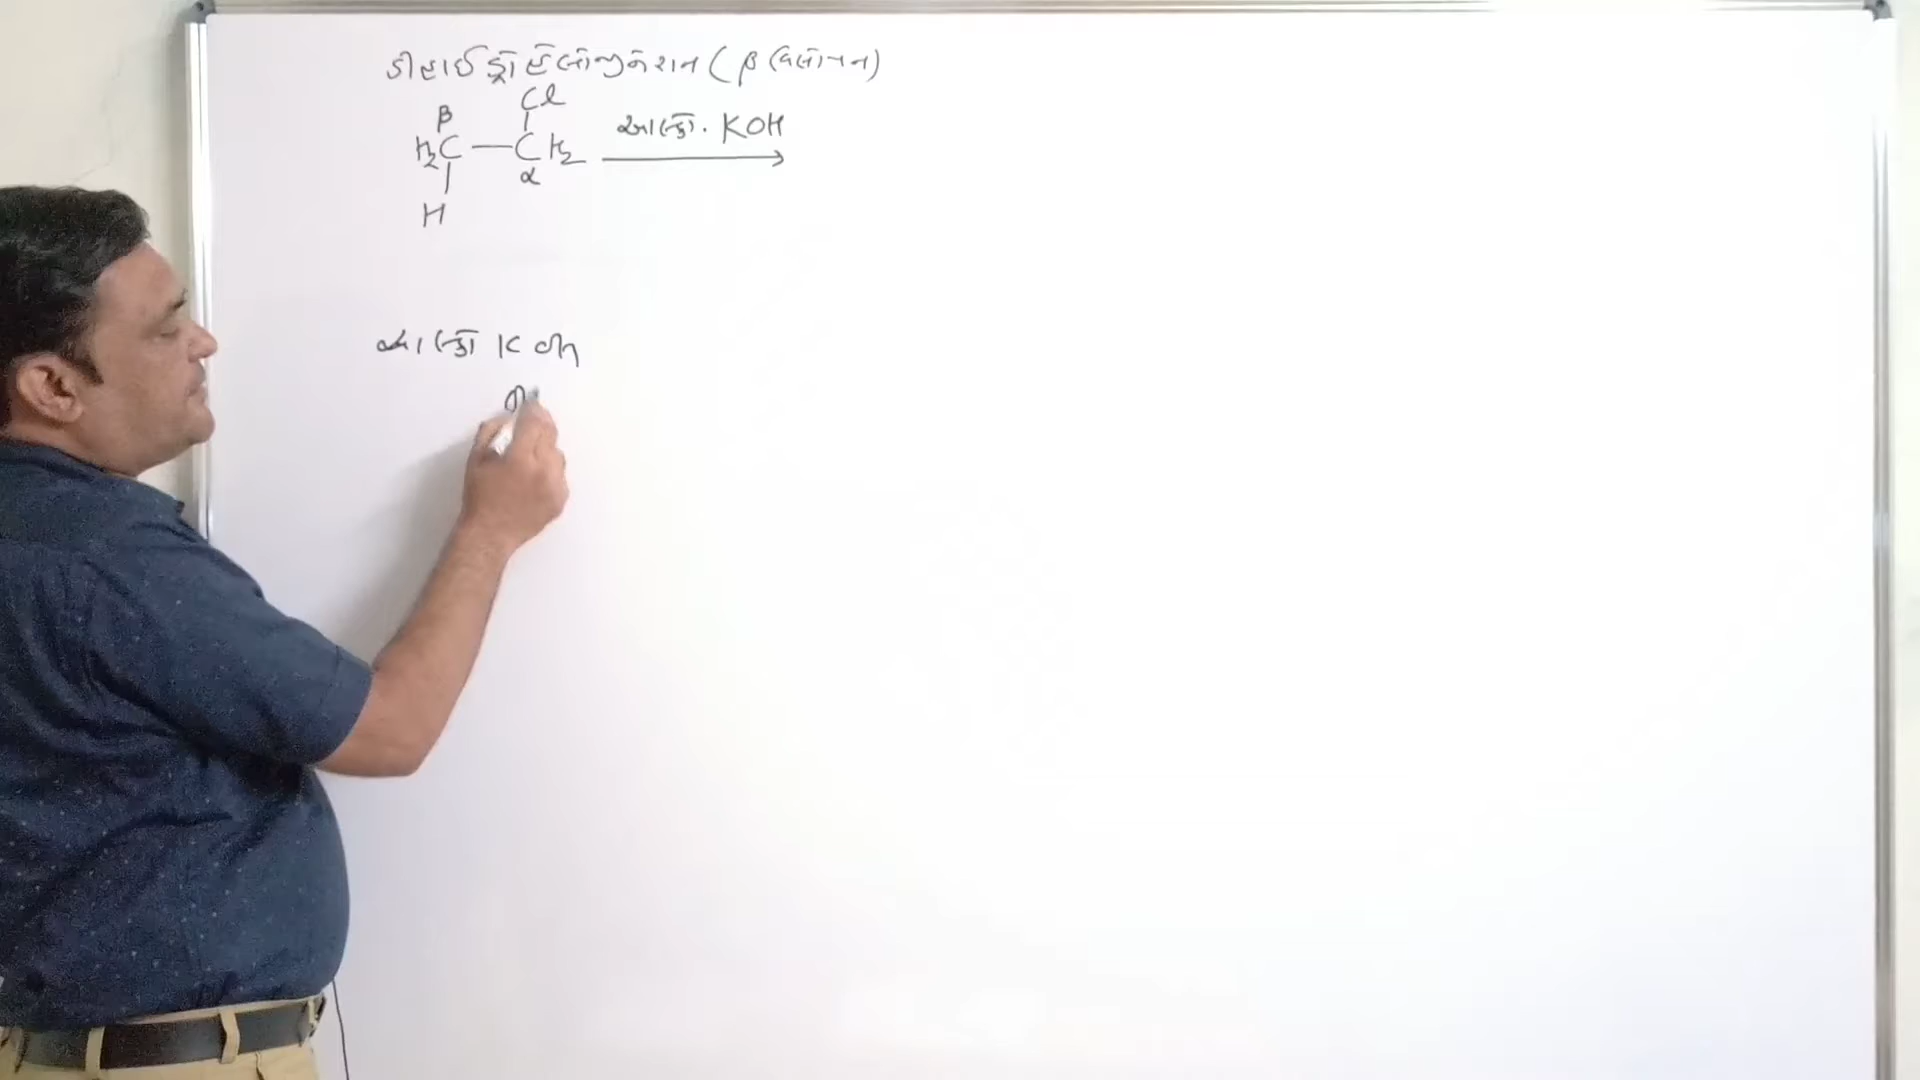 ડીહાઈડ્રોહેલોજીનેશન (β વિલોપન)
Cl
β
H₂C — CH₂ આલ્કો. KOH
α
H
આલ્કો KOH